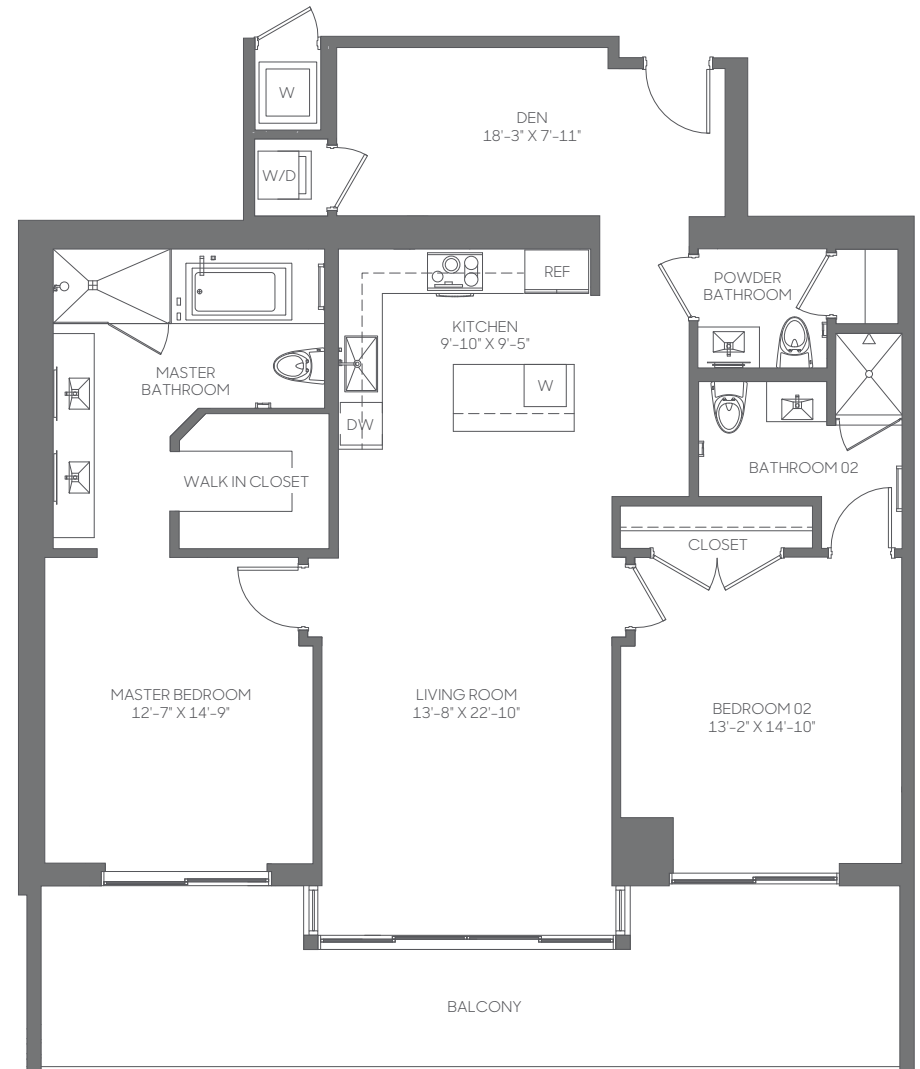 W
DEN
18'-3" X 7'-11"
W/D
REF
POWDER
BATHROOM
KITCHEN
9'-10" X 9'-5"
MASTER
BATHROOM
W
DW
BATHROOM 02
WALK IN CLOSET
CLOSET
MASTER BEDROOM
12'-7" X 14'-9"
LIVING ROOM
13'-8" X 22'-10"
BEDROOM 02
13'-2" X 14'-10"
BALCONY